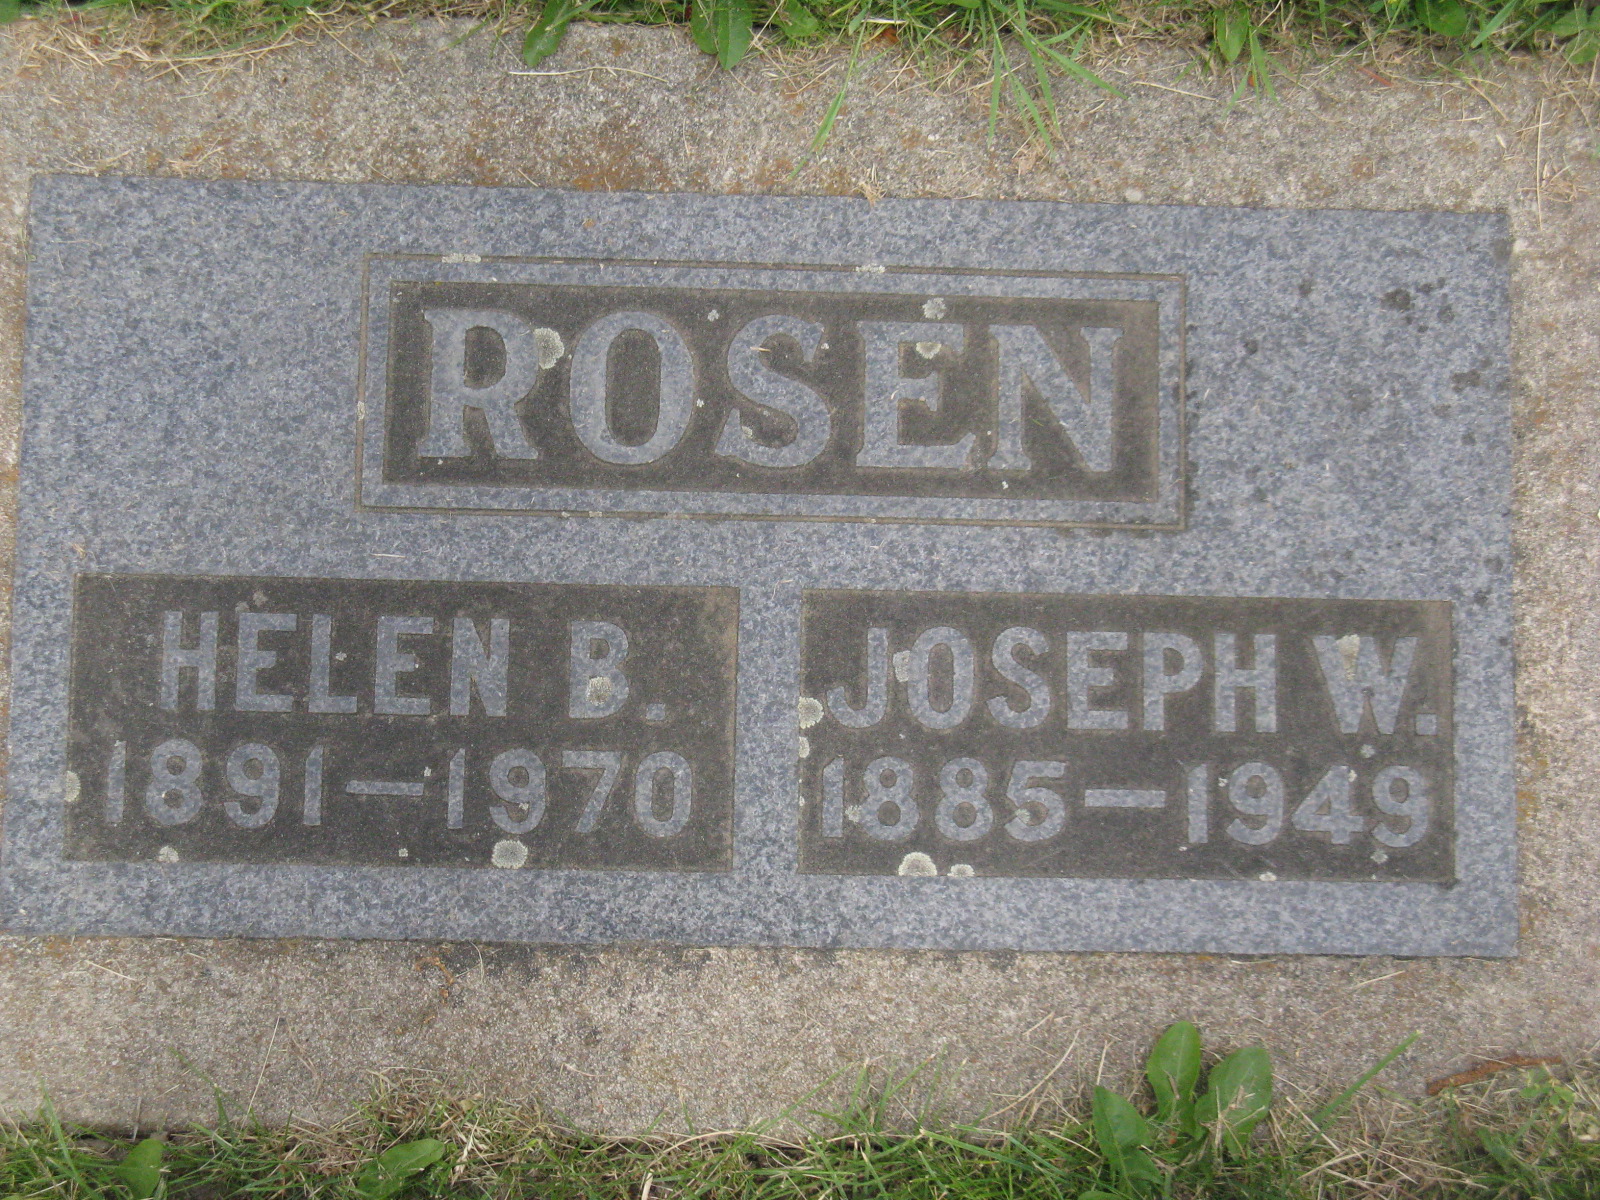 ROSEN
HELEN B.
1891—1970
JOSEPH W.
1885—1949